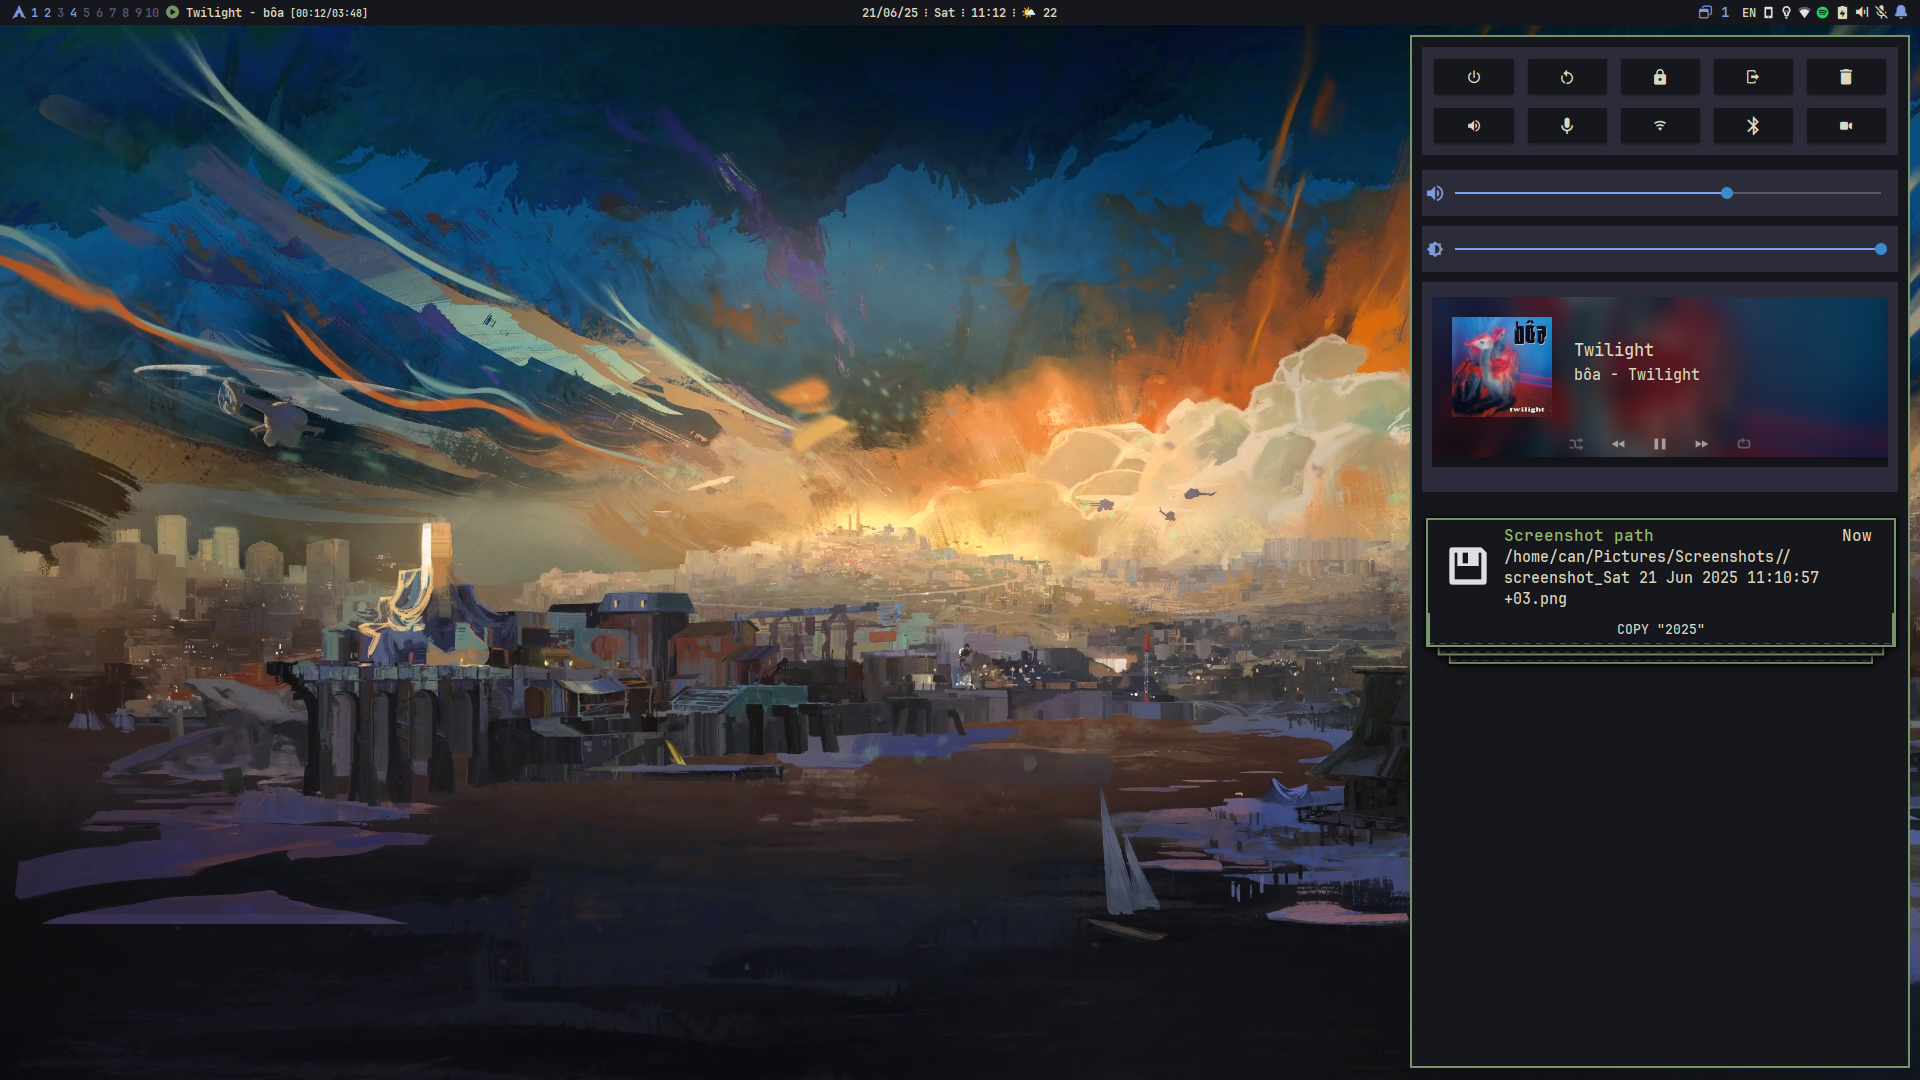 1 2 3 4 5 6 7 8 9 10 Twilight - bôa [00:12/03:48]
21/06/25 ⋮ Sat ⋮ 11:12 ⋮ 22
1 EN
bôa
twilight
Twilight
bôa - Twilight
Screenshot path Now
/home/can/Pictures/Screenshots//
screenshot_Sat 21 Jun 2025 11:10:57
+03.png
COPY "2025"